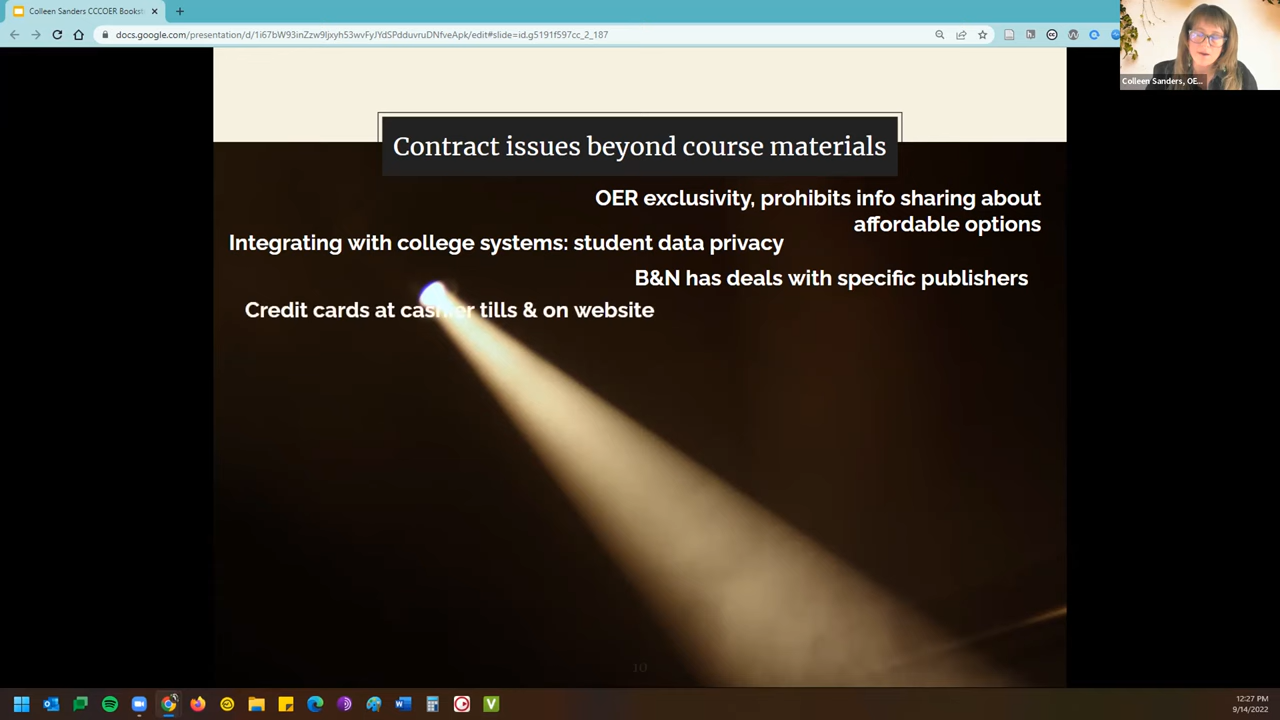 Colleen Sanders CCCOER Bookst
docs.google.com/presentation/d/1i67bW93inZzw9ljxyh53wvFyJYdSPdduvruDNfveApk/edit#slide=id.g5191f597cc_2_187
Colleen Sanders, OE...
Contract issues beyond course materials
OER exclusivity, prohibits info sharing about
affordable options
Integrating with college systems: student data privacy
B&N has deals with specific publishers
Credit cards at cashier tills & on website
10
12:27 PM
9/14/2022